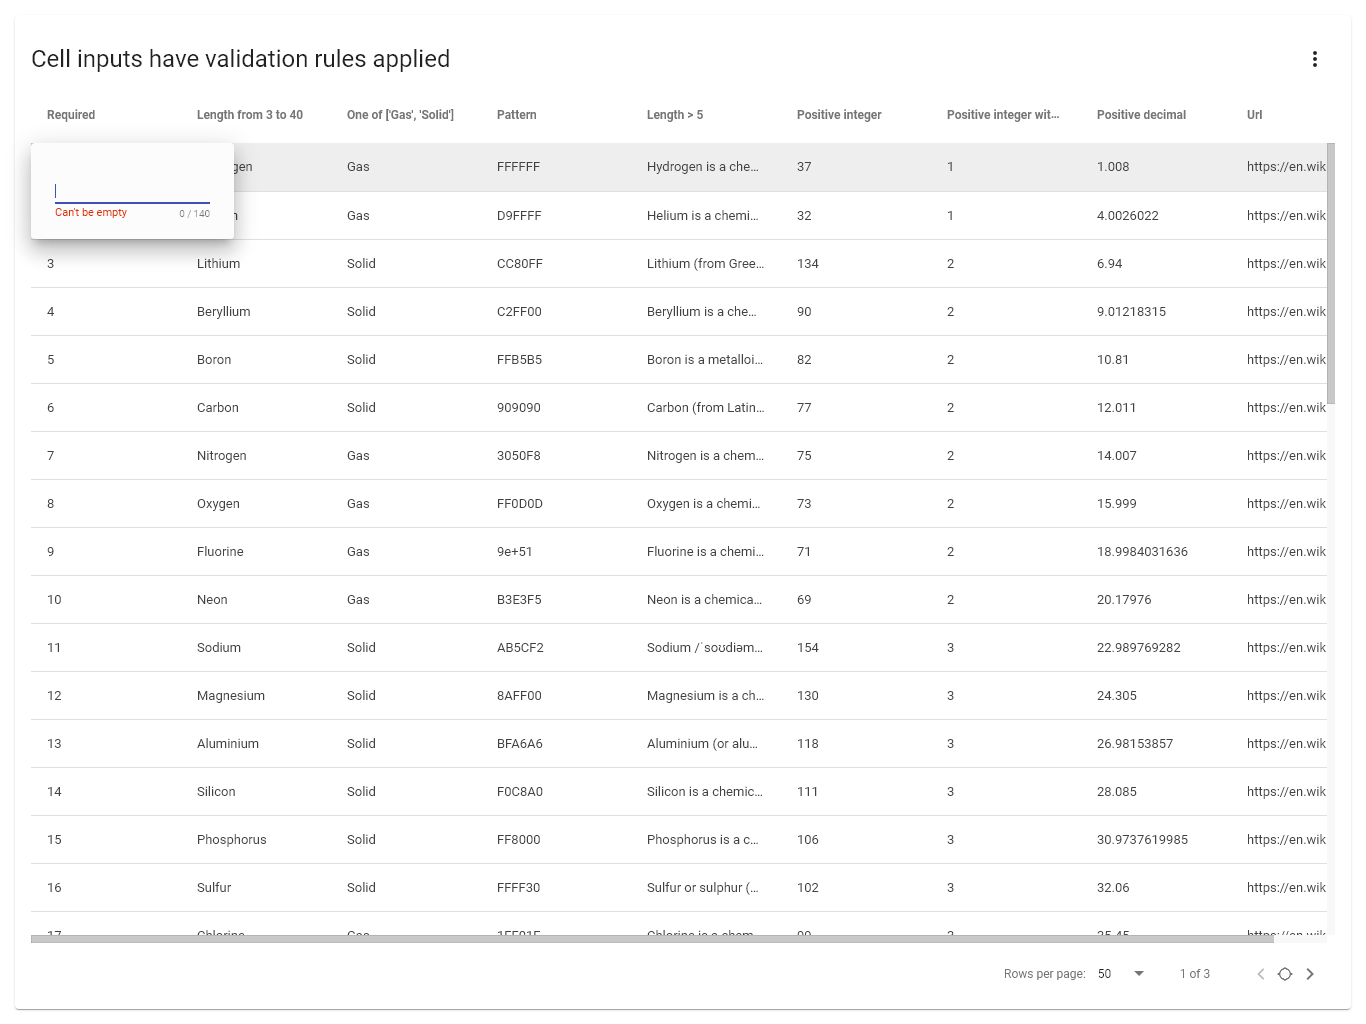 Cell inputs have validation rules applied
Required Length from 3 to 40 One of ['Gas', 'Solid'] Pattern Length > 5 Positive integer Positive integer wit... Positive decimal Url
gen Gas FFFFFF Hydrogen is a che... 37 1 1.008 https://en.wik
Can't be empty 0 / 140
n Gas D9FFFF Helium is a chemi... 32 1 4.0026022 https://en.wik
3 Lithium Solid CC80FF Lithium (from Gree... 134 2 6.94 https://en.wik
4 Beryllium Solid C2FF00 Beryllium is a che... 90 2 9.01218315 https://en.wik
5 Boron Solid FFB5B5 Boron is a metalloi... 82 2 10.81 https://en.wik
6 Carbon Solid 909090 Carbon (from Latin... 77 2 12.011 https://en.wik
7 Nitrogen Gas 3050F8 Nitrogen is a chem... 75 2 14.007 https://en.wik
8 Oxygen Gas FF0D0D Oxygen is a chemi... 73 2 15.999 https://en.wik
9 Fluorine Gas 9e+51 Fluorine is a chemi... 71 2 18.9984031636 https://en.wik
10 Neon Gas B3E3F5 Neon is a chemica... 69 2 20.17976 https://en.wik
11 Sodium Solid AB5CF2 Sodium /ˈsoʊdiəm... 154 3 22.989769282 https://en.wik
12 Magnesium Solid 8AFF00 Magnesium is a ch... 130 3 24.305 https://en.wik
13 Aluminium Solid BFA6A6 Aluminium (or alu... 118 3 26.98153857 https://en.wik
14 Silicon Solid F0C8A0 Silicon is a chemic... 111 3 28.085 https://en.wik
15 Phosphorus Solid FF8000 Phosphorus is a c... 106 3 30.9737619985 https://en.wik
16 Sulfur Solid FFFF30 Sulfur or sulphur (... 102 3 32.06 https://en.wik
17 Chlorine Gas 1FF01F Chlorine is a chem... 99 3 35.45 https://en.wik
Rows per page: 50 1 of 3